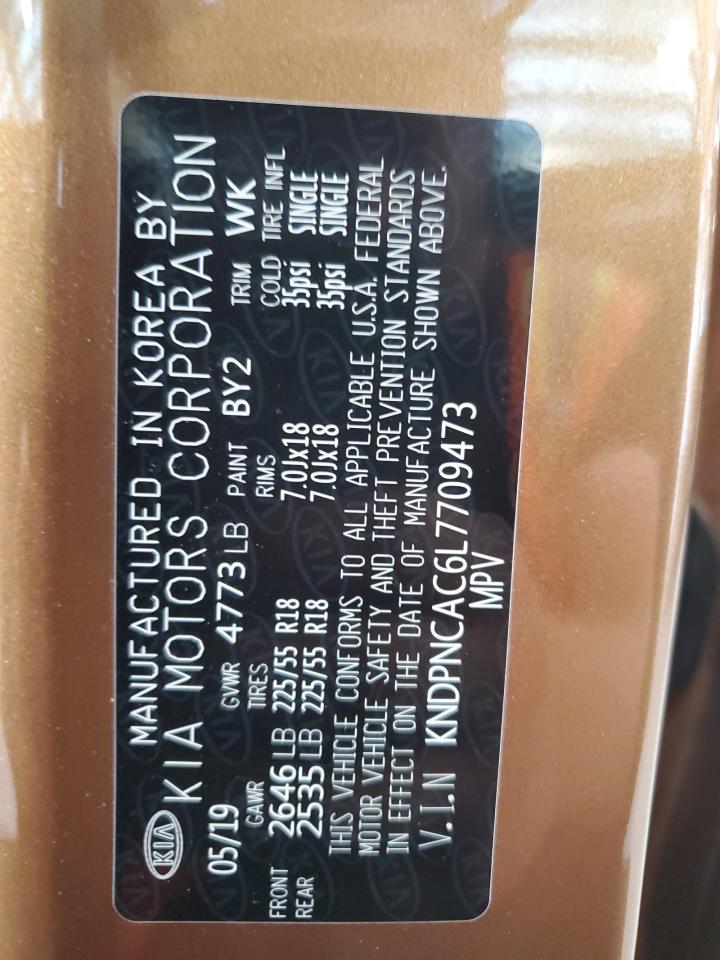 KIA
MANUFACTURED IN KOREA BY
KIA MOTORS CORPORATION
05/19 GVWR 4773LB PAINT BY2 TRIM WK
GAWR TIRES RIMS COLD TIRE INFL
FRONT 2646LB 225/55 R18 7.0Jx18 35psi SINGLE
REAR 2535LB 225/55 R18 7.0Jx18 35psi SINGLE
THIS VEHICLE CONFORMS TO ALL APPLICABLE U.S.A. FEDERAL
MOTOR VEHICLE SAFETY AND THEFT PREVENTION STANDARDS
IN EFFECT ON THE DATE OF MANUFACTURE SHOWN ABOVE.
V.I.N KNDPNCAC6L7709473
MPV